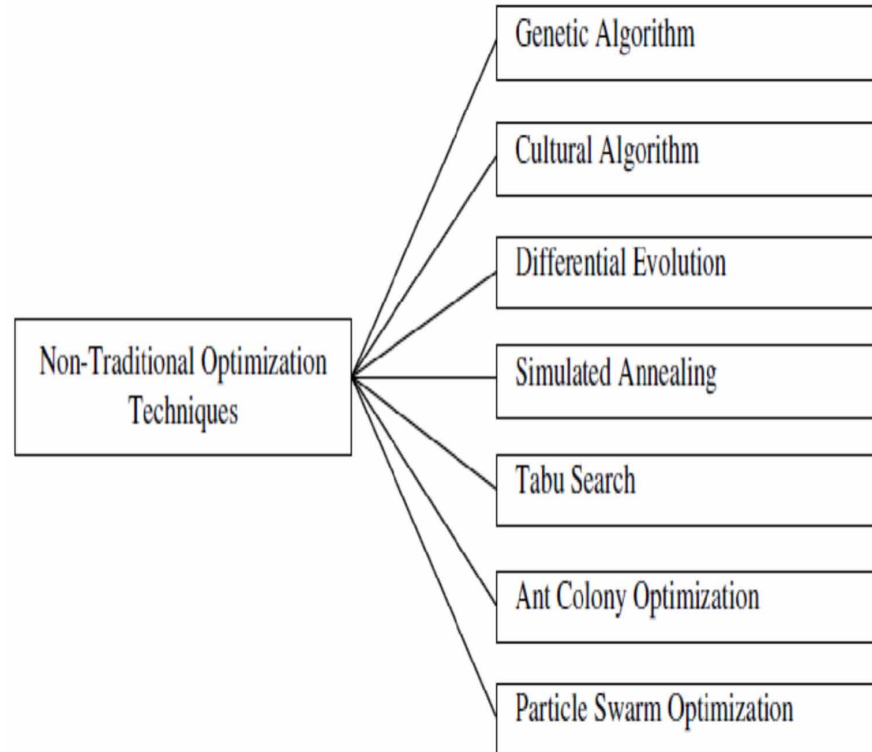 Genetic Algorithm
Cultural Algorithm
Differential Evolution
Non-Traditional Optimization
Techniques
Simulated Annealing
Tabu Search
Ant Colony Optimization
Particle Swarm Optimization